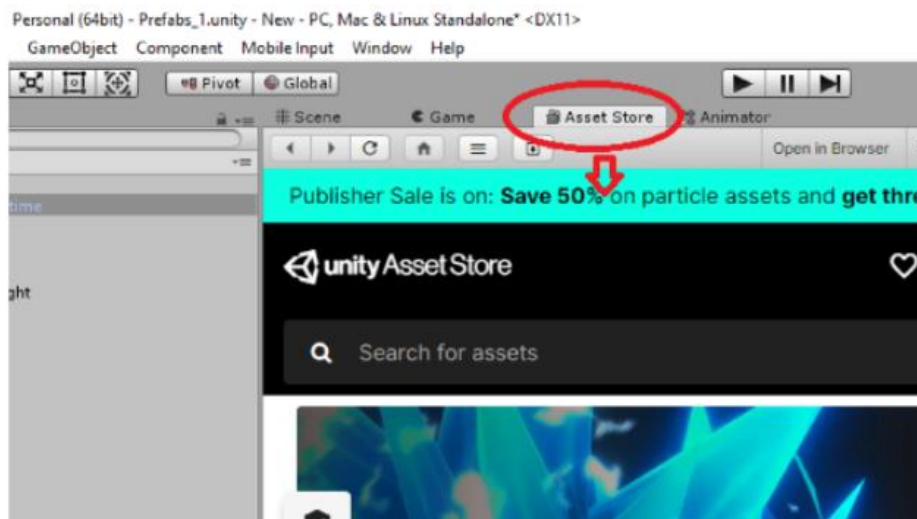 Personal (64bit) - Prefabs_1.unity - New - PC, Mac & Linux Standalone* <DX11>
GameObject Component Mobile Input Window Help
Pivot Global
Scene Game Asset Store Animator
Open in Browser
time
Publisher Sale is on: Save 50% on particle assets and get thre
unity Asset Store
ght
Search for assets